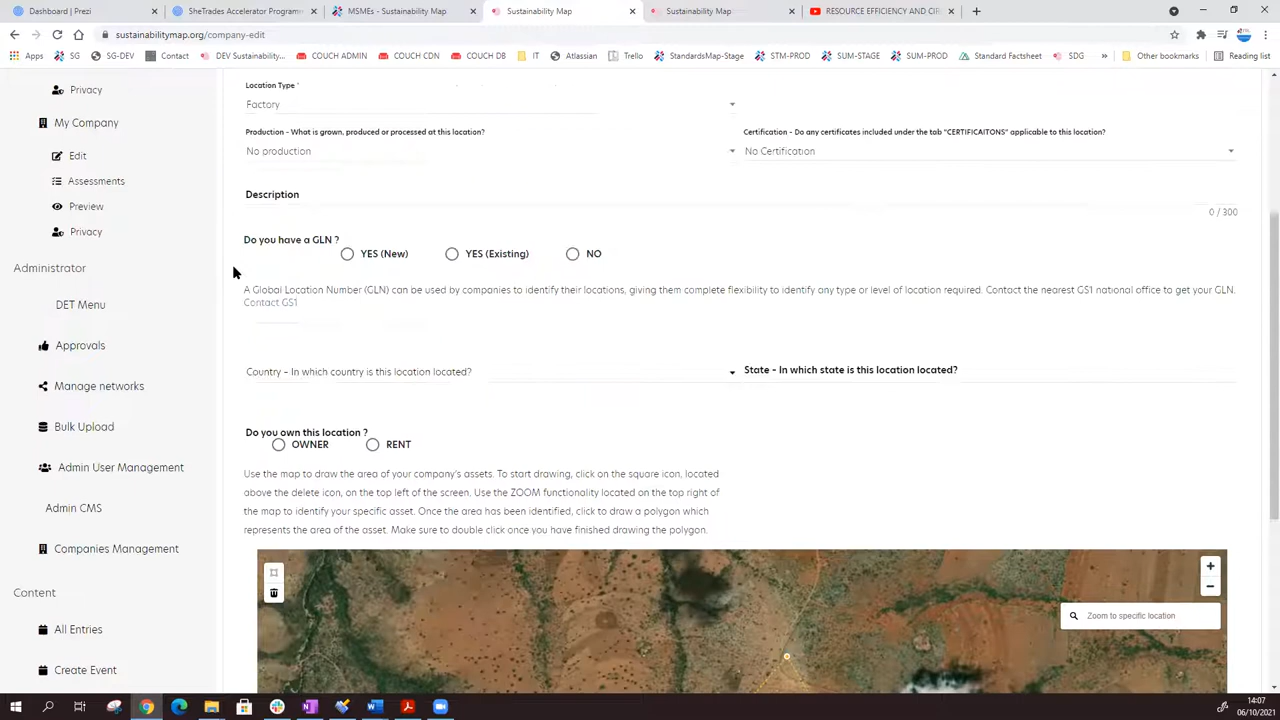 Dashboard | Prezi
SheTrades Accelerator Program
MSMEs - Sustainability Map
Sustainability Map
Sustainability Map
RESOURCE EFFICIENCY AND CIR
sustainabilitymap.org/company-edit
Apps
SG
SG-DEV
Contact
DEV Sustainability...
COUCH ADMIN
COUCH CDN
COUCH DB
IT
Atlassian
Trello
StandardsMap-Stage
STM-PROD
SUM-STAGE
SUM-PROD
Standard Factsheet
SDG
»
Other bookmarks
Reading list
Privacy
My Company
Edit
Assessments
Preview
Privacy
Administrator
DET Menu
Approvals
Manage networks
Bulk Upload
Admin User Management
Admin CMS
Companies Management
Content
All Entries
Create Event
Location Type *
Factory
Production - What is grown, produced or processed at this location?
No production
Certification - Do any certificates included under the tab "CERTIFICAITONS" applicable to this location?
No Certification
Description
0 / 300
Do you have a GLN ?
YES (New)
YES (Existing)
NO
A Global Location Number (GLN) can be used by companies to identify their locations, giving them complete flexibility to identify any type or level of location required. Contact the nearest GS1 national office to get your GLN.
Contact GS1
Country - In which country is this location located?
State - In which state is this location located?
Do you own this location ?
OWNER
RENT
Use the map to draw the area of your company's assets. To start drawing, click on the square icon, located
above the delete icon, on the top left of the screen. Use the ZOOM functionality located on the top right of
the map to identify your specific asset. Once the area has been identified, click to draw a polygon which
represents the area of the asset. Make sure to double click once you have finished drawing the polygon.
+
−
Zoom to specific location
14:07
06/10/2021